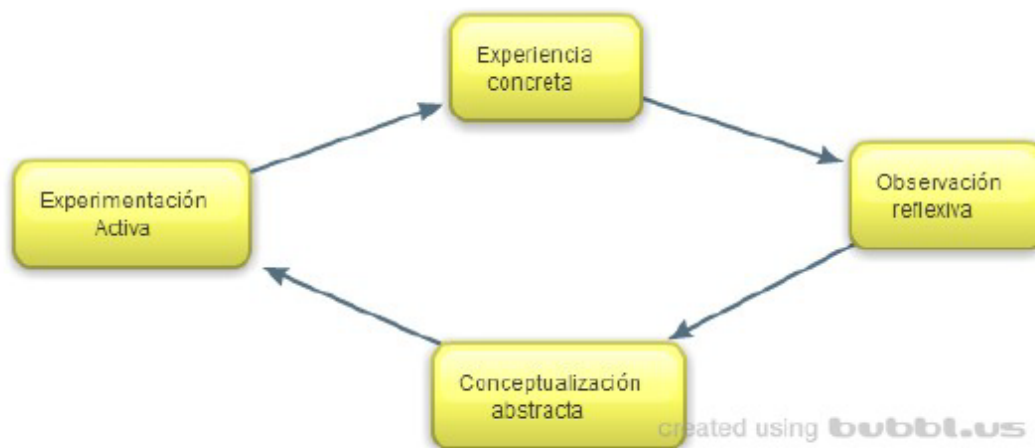 Experiencia
concreta
Observación
reflexiva
Conceptualización
abstracta
Experimentación
Activa
created using bubbl.us